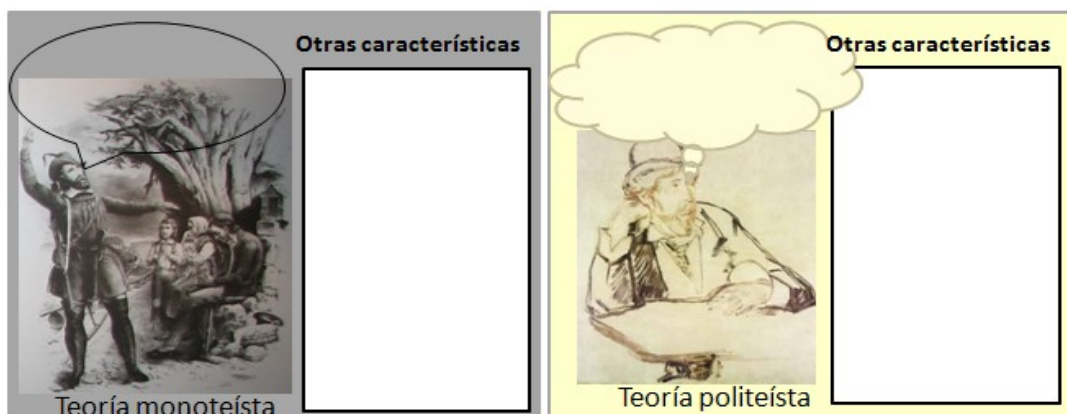 Otras características
Teoría monoteísta
Otras características
Teoría politeísta